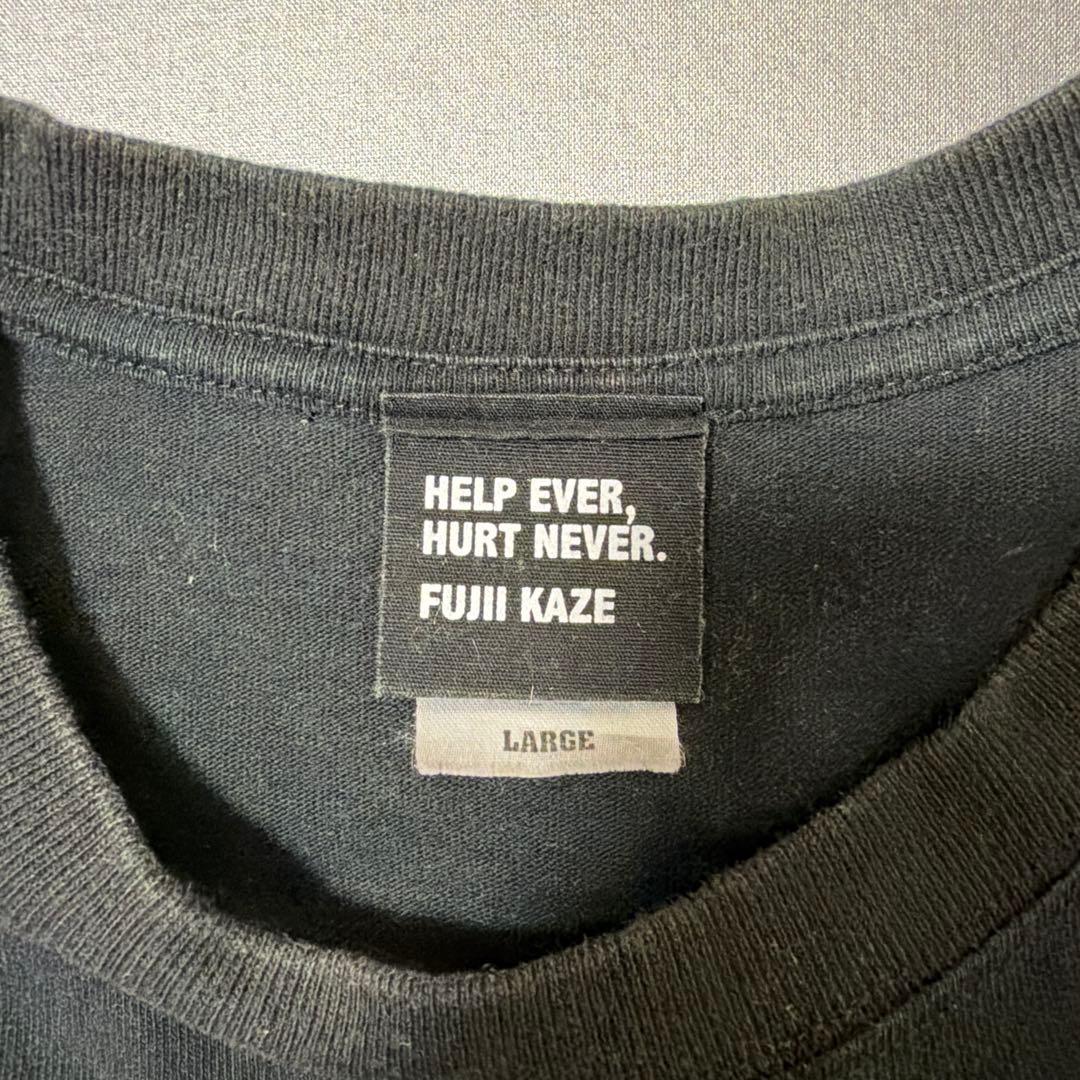 HELP EVER,
HURT NEVER.
FUJII KAZE
LARGE